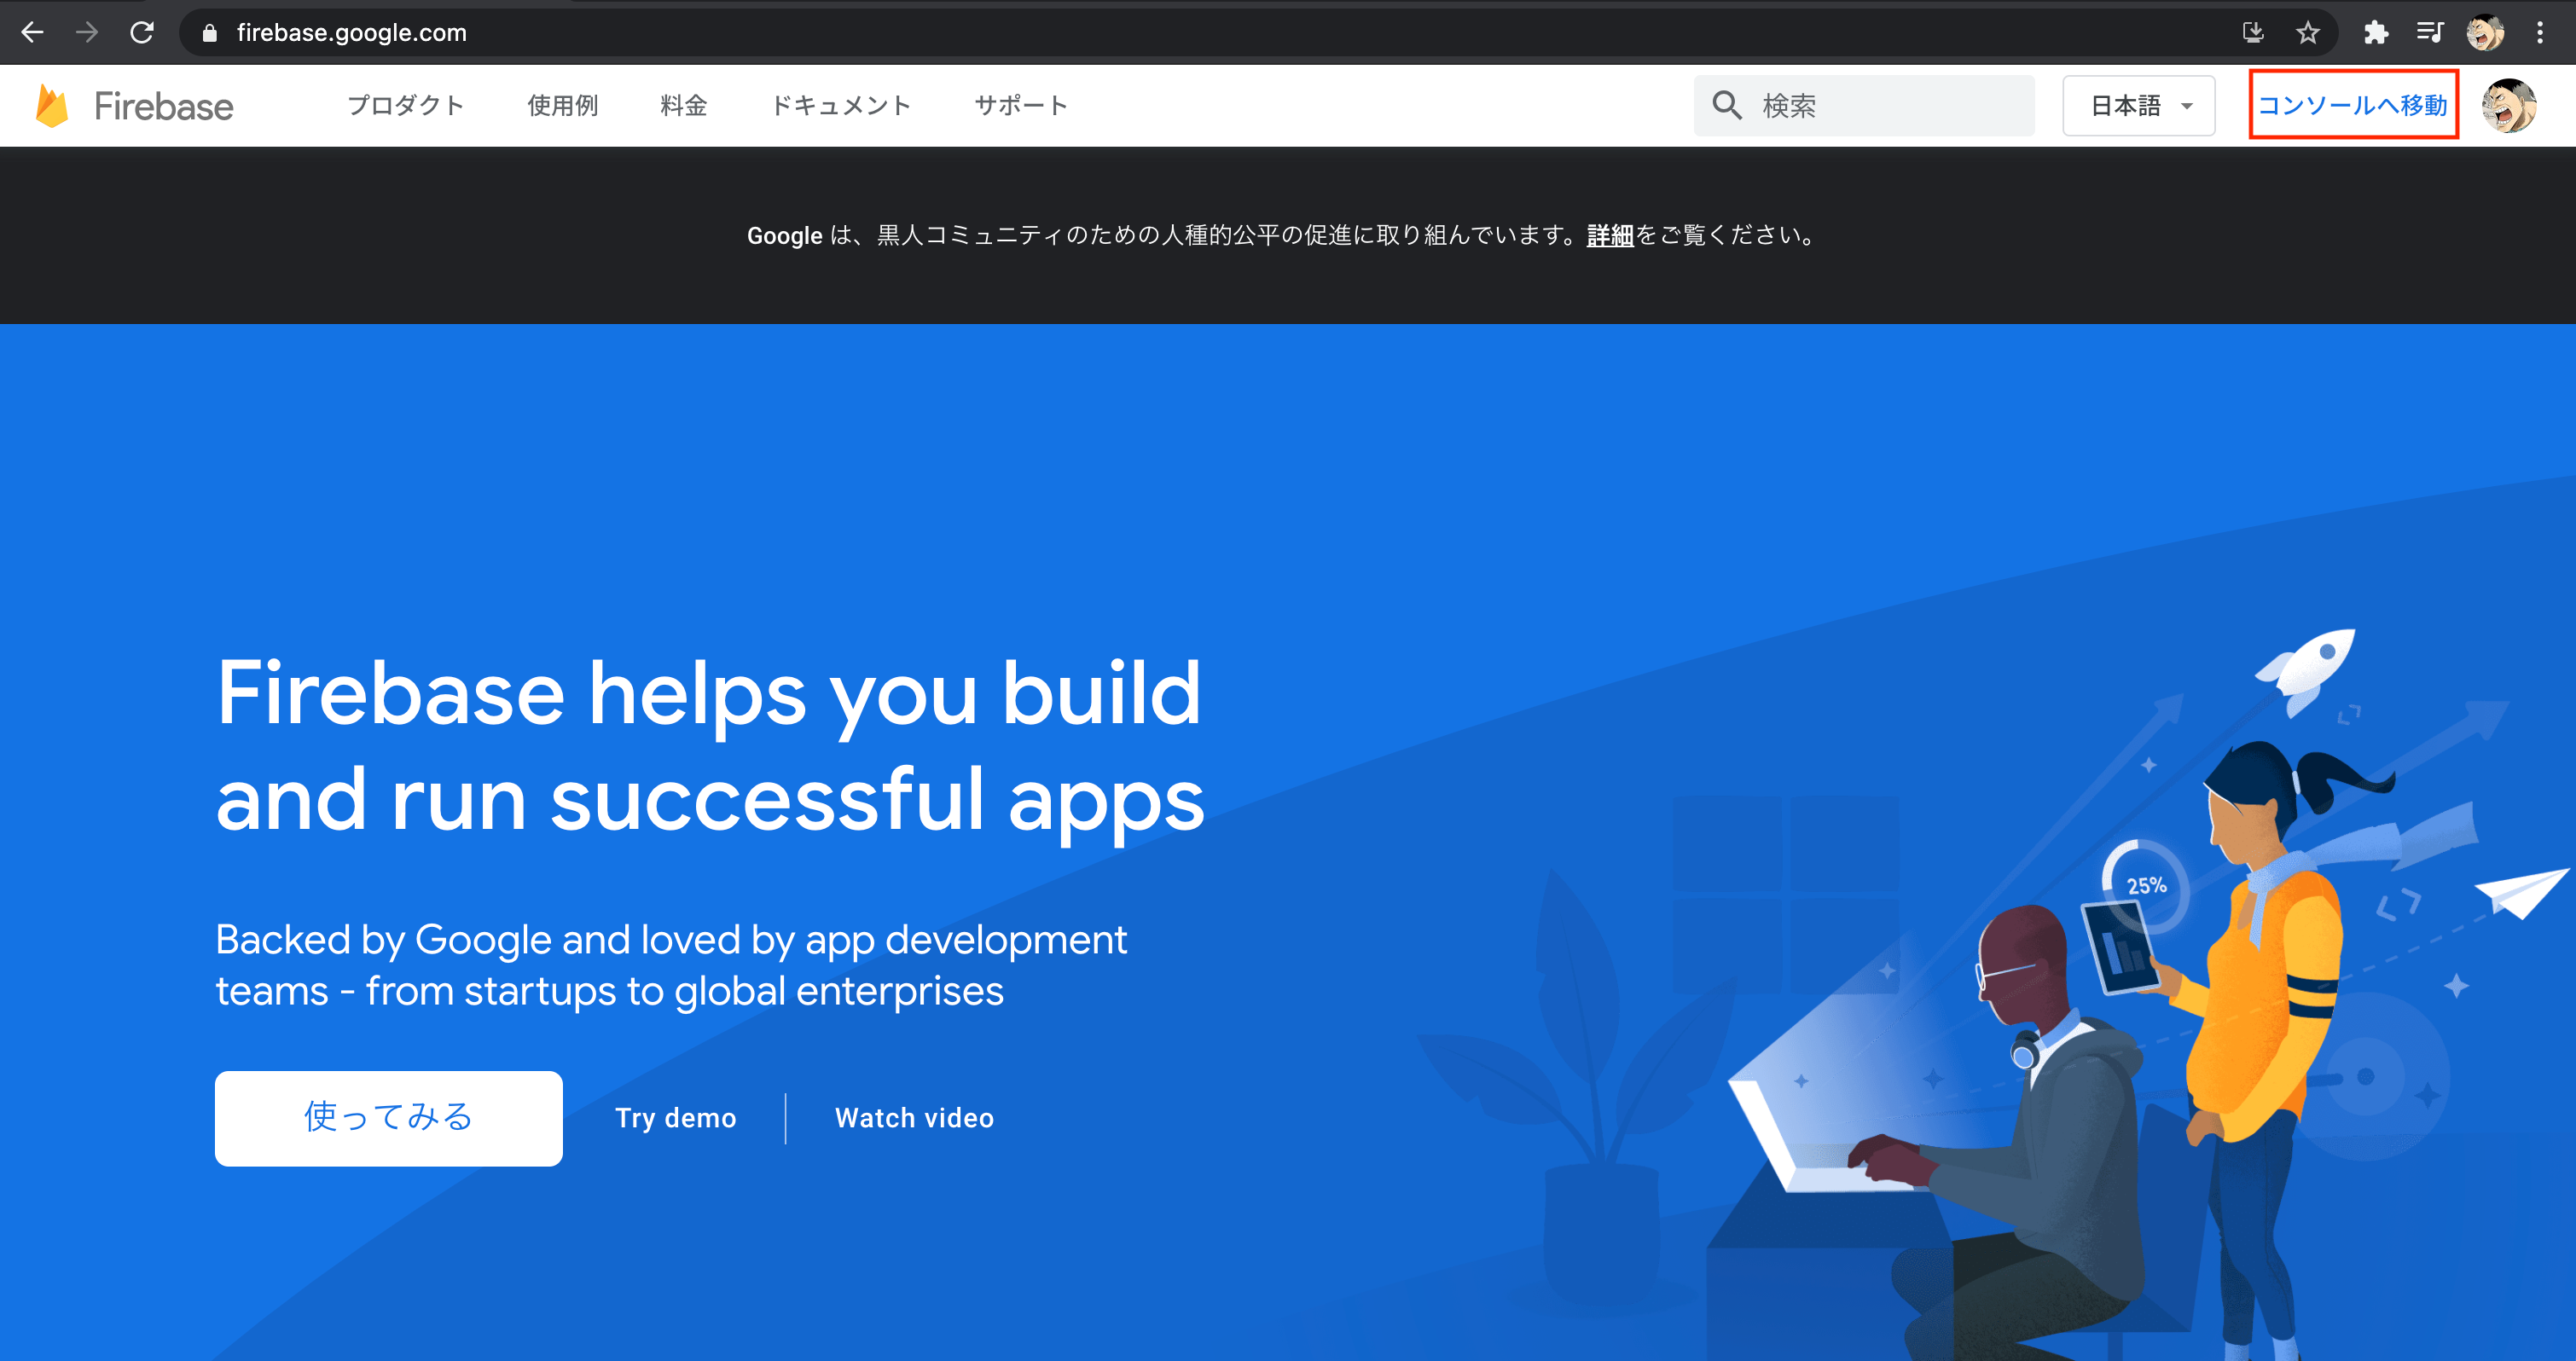 firebase.google.com
Firebase プロダクト 使用例 料金 ドキュメント サポート 検索 日本語 コンソールへ移動
Google は、黒人コミュニティのための人種的公平の促進に取り組んでいます。詳細をご覧ください。
Firebase helps you build
and run successful apps
25%
Backed by Google and loved by app development
teams - from startups to global enterprises
使ってみる Try demo Watch video